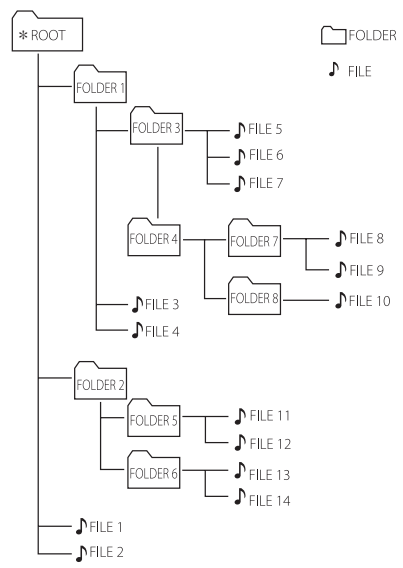 * ROOT
FOLDER
FILE
FOLDER 1
FOLDER 3
FILE 5
FILE 6
FILE 7
FOLDER 4
FOLDER 7
FILE 8
FILE 9
FOLDER 8
FILE 10
FILE 3
FILE 4
FOLDER 2
FOLDER 5
FILE 11
FILE 12
FOLDER 6
FILE 13
FILE 14
FILE 1
FILE 2